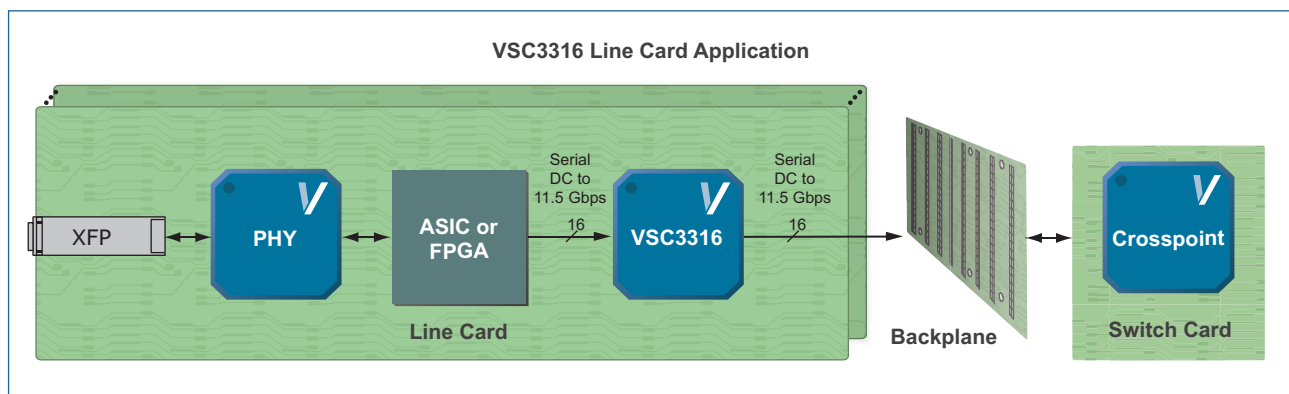 VSC3316 Line Card Application
XFP
PHY
ASIC or
FPGA
Serial
DC to
11.5 Gbps
16
VSC3316
Serial
DC to
11.5 Gbps
16
Line Card
Backplane
Crosspoint
Switch Card